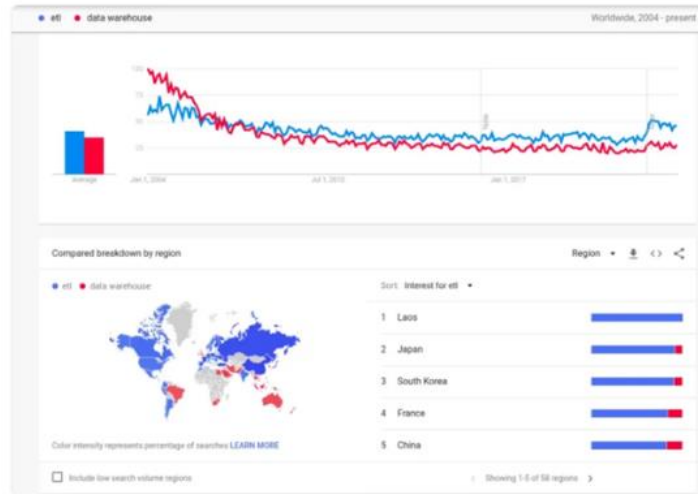 etl data warehouse Worldwide, 2004 - present
100
75
50
25
Average Jan 1, 2004 Jul 1, 2010 Jan 1, 2017
Note
Compared breakdown by region Region
etl data warehouse Sort: Interest for etl
1 Laos
2 Japan
3 South Korea
4 France
5 China
Color intensity represents percentage of searches LEARN MORE
Include low search volume regions Showing 1-5 of 58 regions